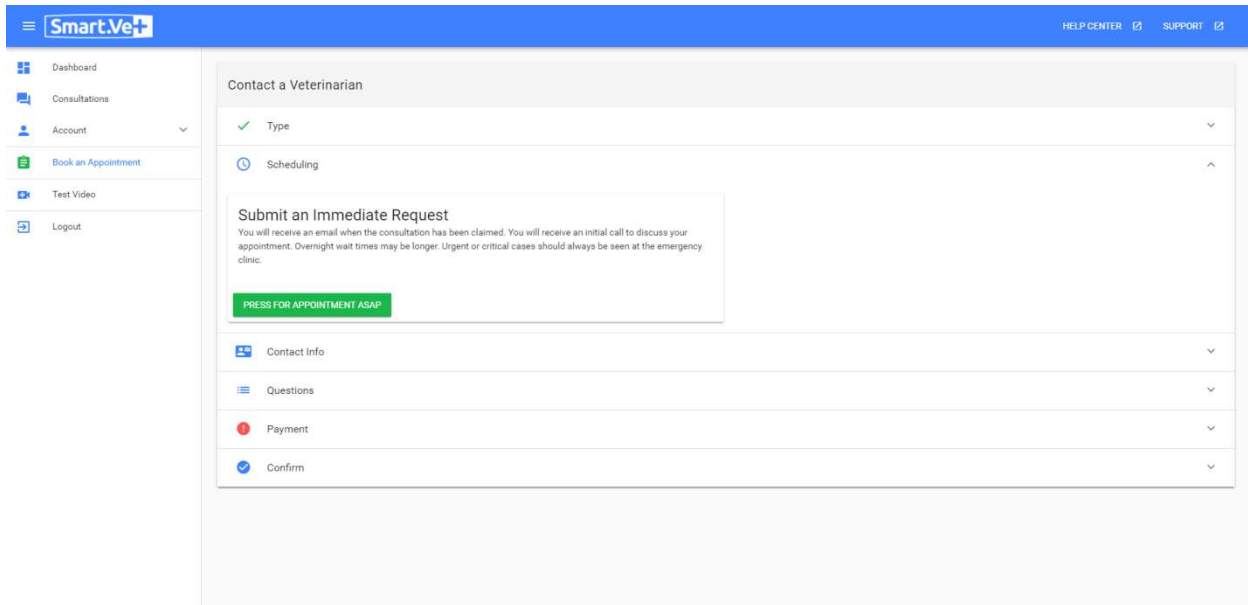 Smart.Vet
HELP CENTER
SUPPORT
Dashboard
Consultations
Account
Book an Appointment
Test Video
Logout
Contact a Veterinarian
Type
Scheduling
Submit an Immediate Request
You will receive an email when the consultation has been claimed. You will receive an initial call to discuss your
appointment. Overnight wait times may be longer. Urgent or critical cases should always be seen at the emergency
clinic.
PRESS FOR APPOINTMENT ASAP
Contact Info
Questions
Payment
Confirm